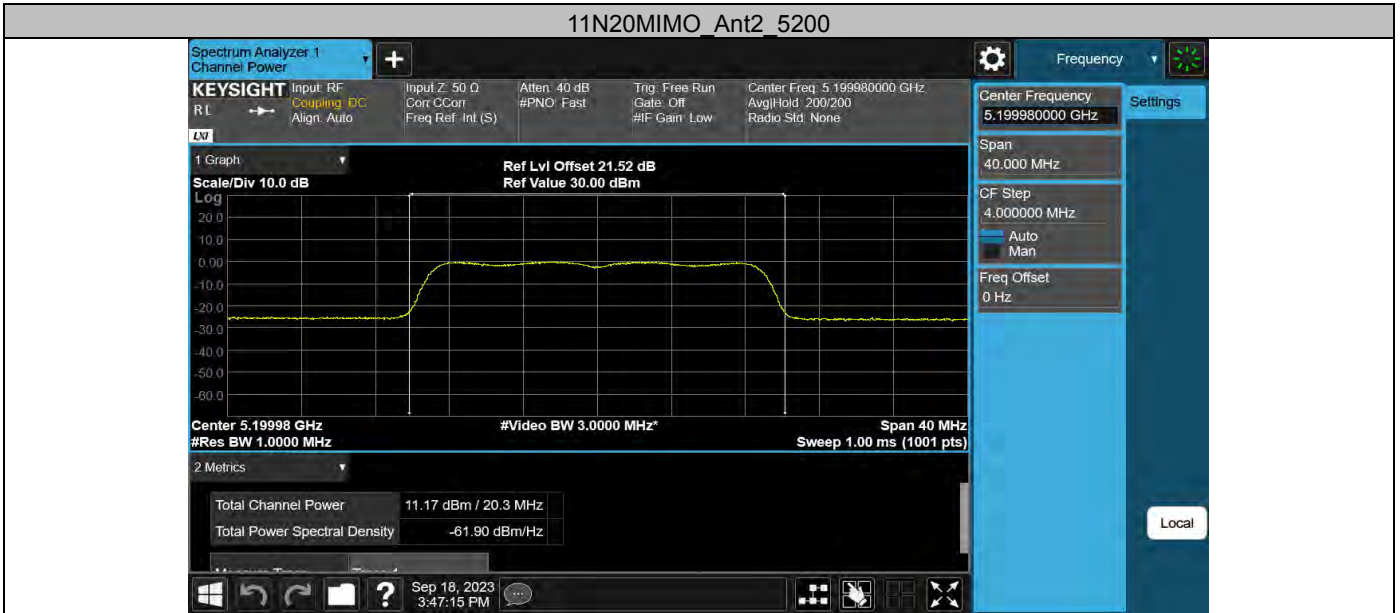 11N20MIMO_Ant2_5200
Spectrum Analyzer 1
Channel Power
Frequency
KEYSIGHT
RL
LXI
Input: RF
Coupling: DC
Align: Auto
Input Z: 50 Ω
Corr CCorr
Freq Ref: Int (S)
Atten: 40 dB
#PNO: Fast
Trig: Free Run
Gate: Off
#IF Gain: Low
Center Freq: 5.199980000 GHz
Avg|Hold: 200/200
Radio Std: None
Center Frequency
5.199980000 GHz
Settings
Span
40.000 MHz
CF Step
4.000000 MHz
Auto
Man
Freq Offset
0 Hz
1 Graph
Scale/Div 10.0 dB
Ref Lvl Offset 21.52 dB
Ref Value 30.00 dBm
Log
20.0
10.0
0.00
-10.0
-20.0
-30.0
-40.0
-50.0
-60.0
Center 5.19998 GHz
#Res BW 1.0000 MHz
#Video BW 3.0000 MHz*
Span 40 MHz
Sweep 1.00 ms (1001 pts)
2 Metrics
Total Channel Power 11.17 dBm / 20.3 MHz
Total Power Spectral Density -61.90 dBm/Hz
Local
?
Sep 18, 2023
3:47:15 PM